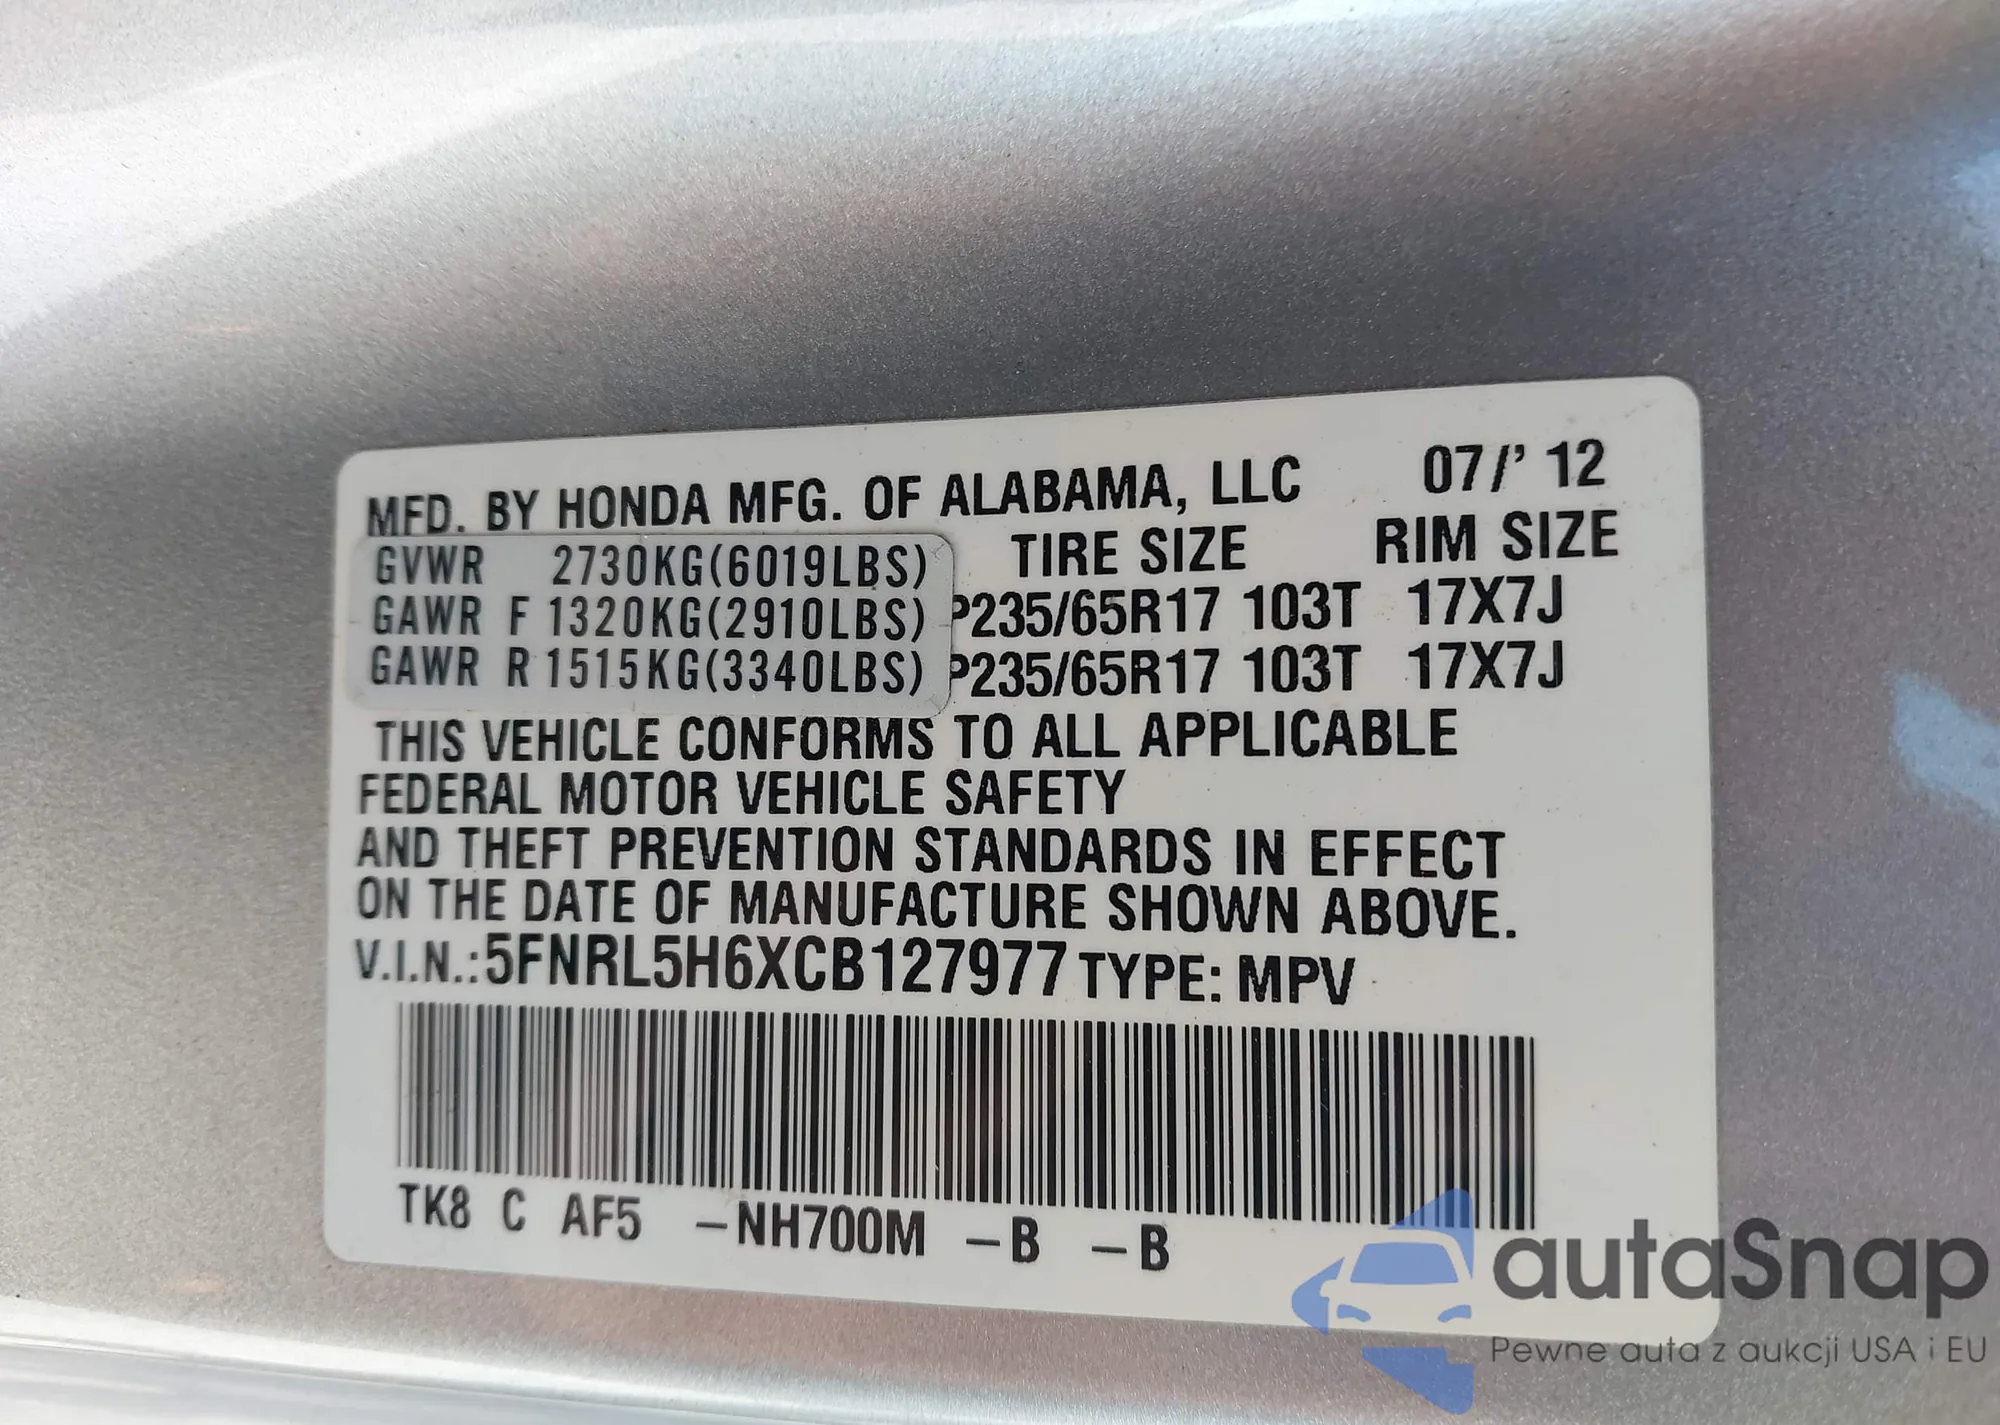 MFD. BY HONDA MFG. OF ALABAMA, LLC 07/' 12
GVWR 2730KG(6019LBS) TIRE SIZE RIM SIZE
GAWR F 1320KG(2910LBS) P235/65R17 103T 17X7J
GAWR R 1515KG(3340LBS) P235/65R17 103T 17X7J
THIS VEHICLE CONFORMS TO ALL APPLICABLE
FEDERAL MOTOR VEHICLE SAFETY
AND THEFT PREVENTION STANDARDS IN EFFECT
ON THE DATE OF MANUFACTURE SHOWN ABOVE.
V.I.N.:5FNRL5H6XCB127977 TYPE: MPV
TK8 C AF5 –NH700M –B –B
autaSnap
Pewne auta z aukcji USA i EU